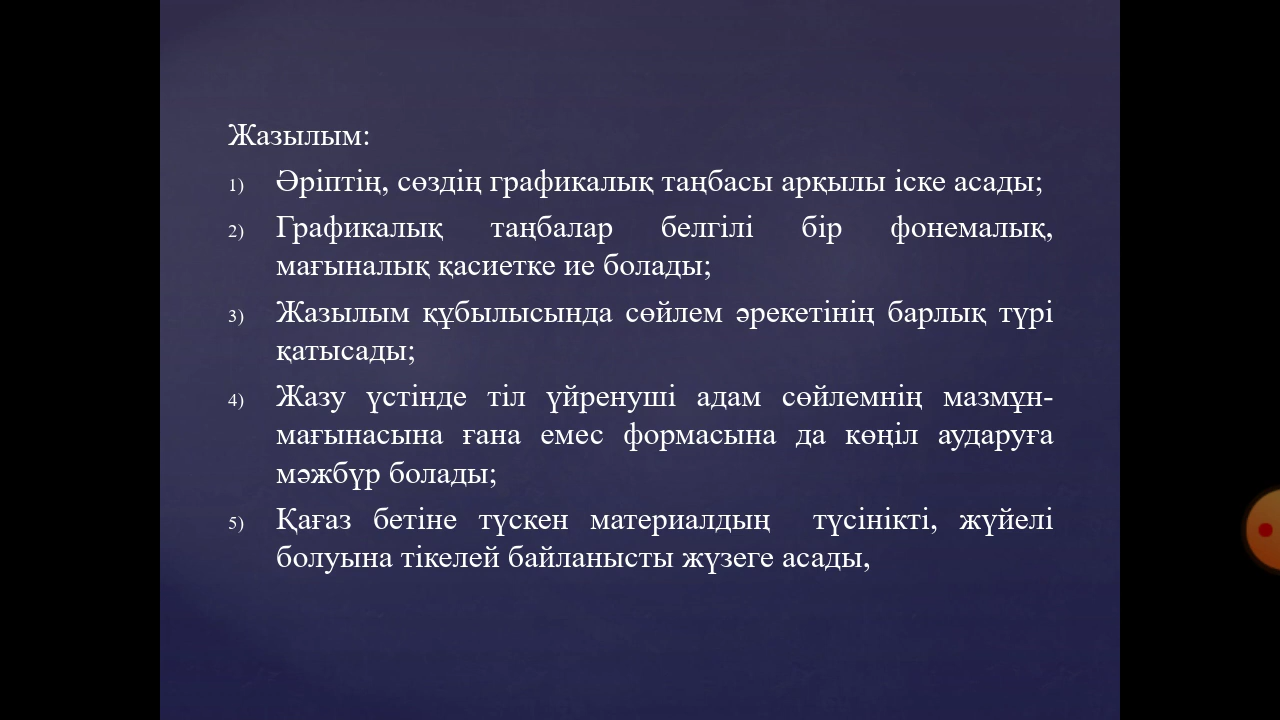 Жазылым:
1) Әріптің, сөздің графикалық таңбасы арқылы іске асады;
2) Графикалық таңбалар белгілі бір фонемалық,
мағыналық қасиетке ие болады;
3) Жазылым құбылысында сөйлем әрекетінің барлық түрі
қатысады;
4) Жазу үстінде тіл үйренуші адам сөйлемнің мазмұн-
мағынасына ғана емес формасына да көңіл аударуға
мәжбүр болады;
5) Қағаз бетіне түскен материалдың түсінікті, жүйелі
болуына тікелей байланысты жүзеге асады,